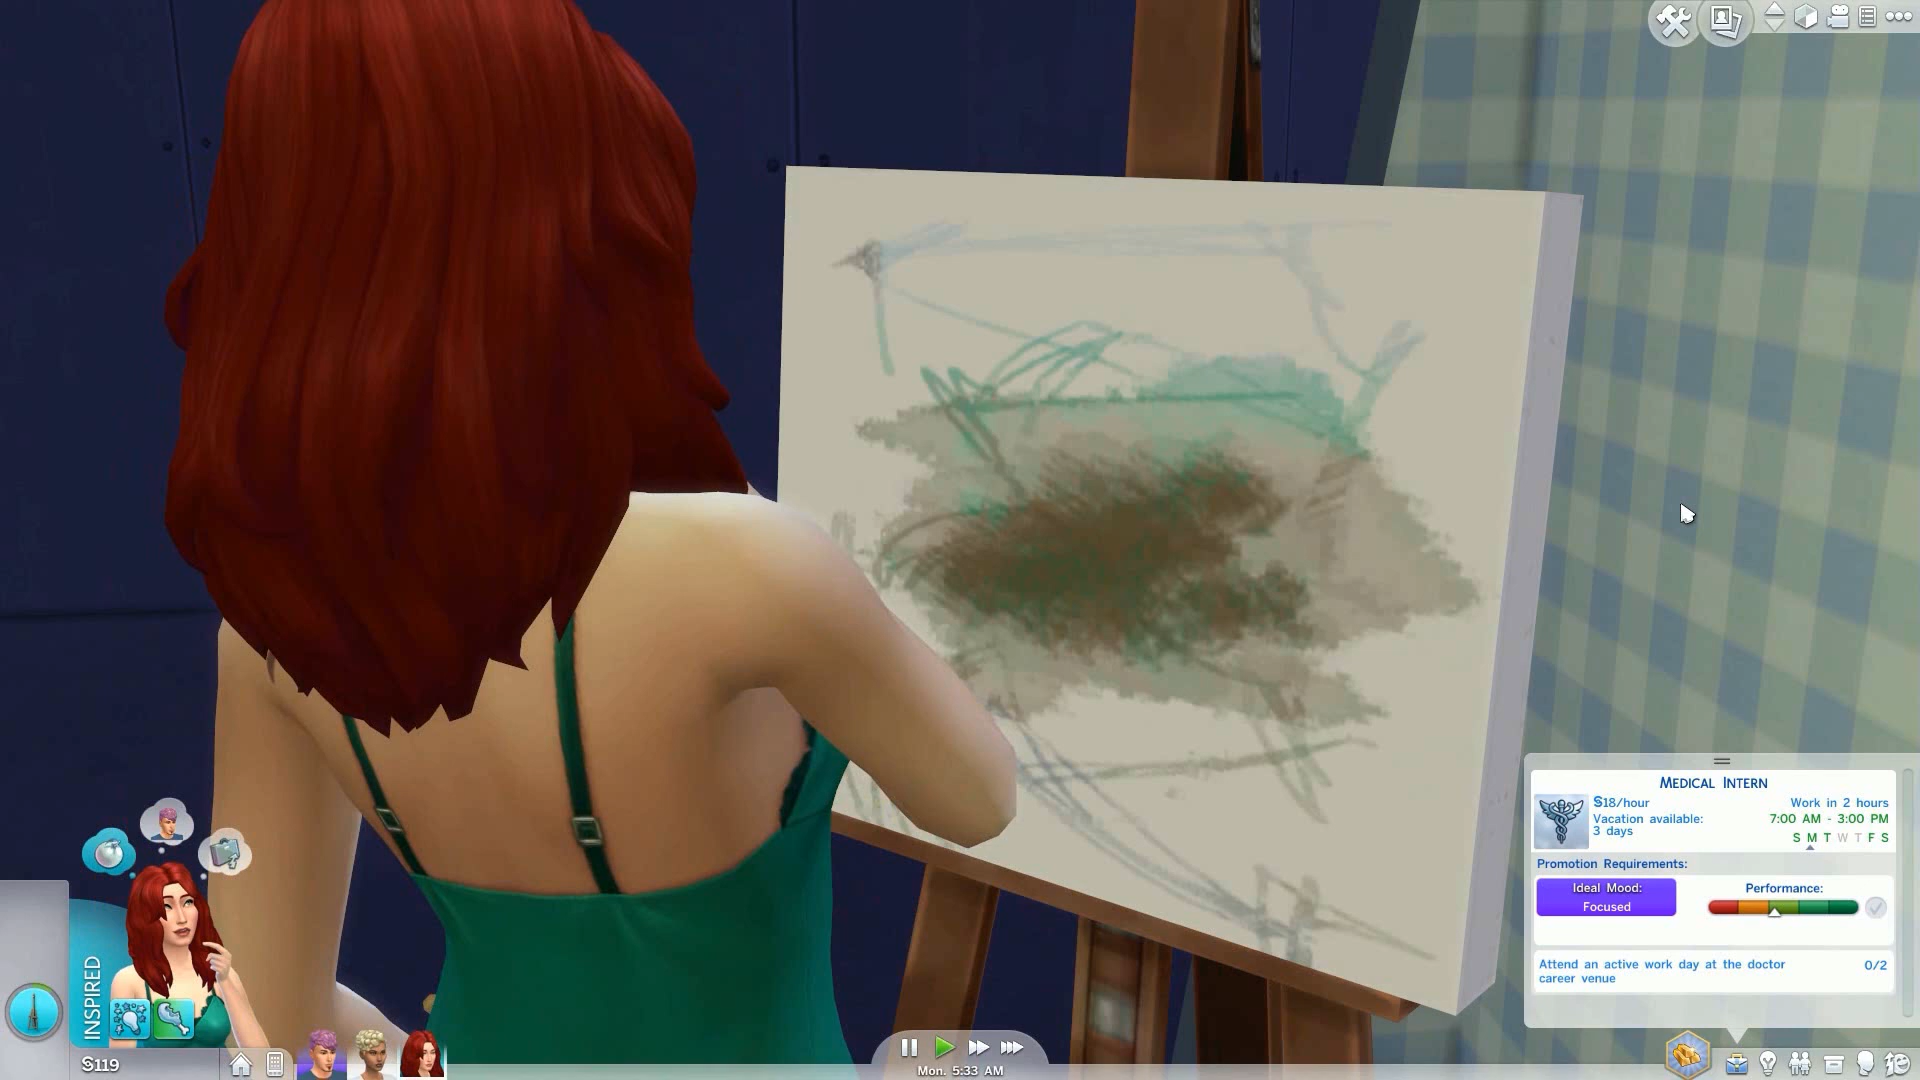 MEDICAL INTERN
§18/hour
Work in 2 hours
Vacation available:
3 days
7:00 AM - 3:00 PM
S M T W T F S
Promotion Requirements:
Ideal Mood:
Focused
Performance:
Attend an active work day at the doctor
career venue
0/2
INSPIRED
§119
Mon. 5:33 AM